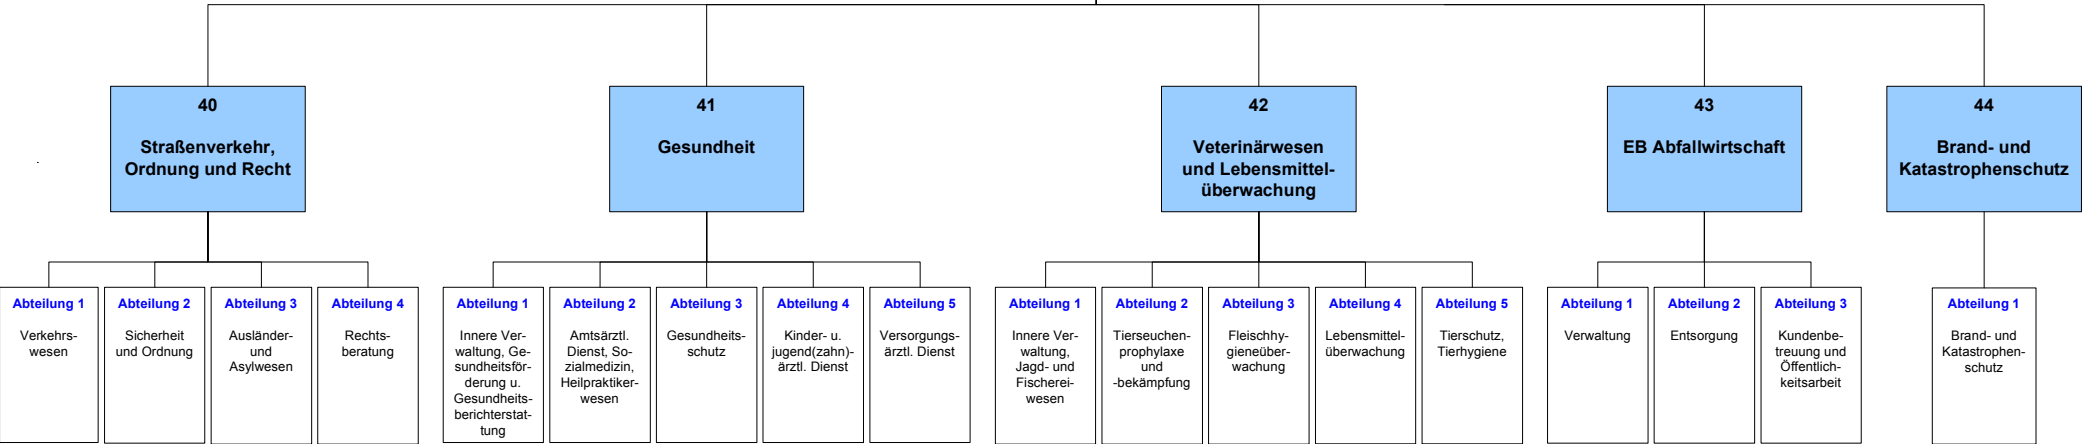 40
Straßenverkehr,
Ordnung und Recht
41
Gesundheit
42
Veterinärwesen
und Lebensmittel-
überwachung
43
EB Abfallwirtschaft
44
Brand- und
Katastrophenschutz
Abteilung 1
Verkehrs-
wesen
Abteilung 2
Sicherheit
und Ordnung
Abteilung 3
Ausländer-
und
Asylwesen
Abteilung 4
Rechts-
beratung
Abteilung 1
Innere Ver-
waltung, Ge-
sundheitsför-
derung u.
Gesundheits-
berichterstat-
tung
Abteilung 2
Amtsärztl.
Dienst, So-
zialmedizin,
Heilpraktiker-
wesen
Abteilung 3
Gesundheits-
schutz
Abteilung 4
Kinder- u.
jugend(zahn)-
ärztl. Dienst
Abteilung 5
Versorgungs-
ärztl. Dienst
Abteilung 1
Innere Ver-
waltung,
Jagd- und
Fischerei-
wesen
Abteilung 2
Tierseuchen-
prophylaxe
und
-bekämpfung
Abteilung 3
Fleischhy-
gieneüber-
wachung
Abteilung 4
Lebensmittel-
überwachung
Abteilung 5
Tierschutz,
Tierhygiene
Abteilung 1
Verwaltung
Abteilung 2
Entsorgung
Abteilung 3
Kundenbe-
treuung und
Öffentlich-
keitsarbeit
Abteilung 1
Brand- und
Katastrophen-
schutz